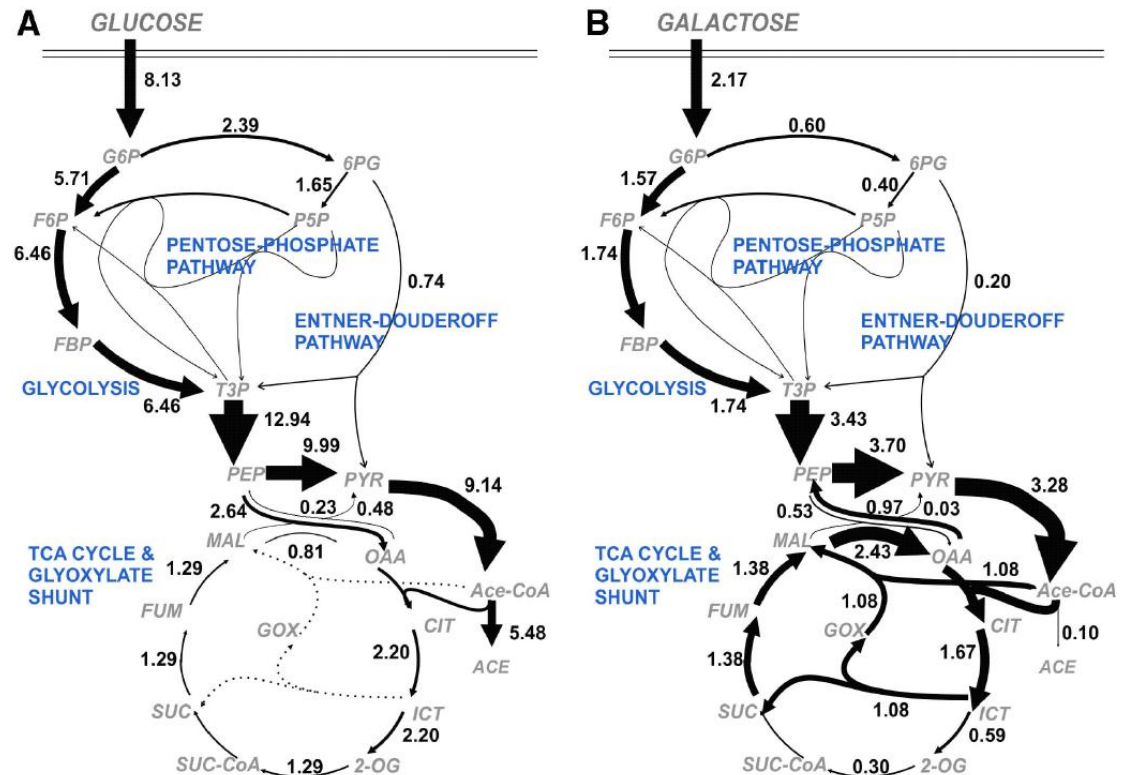 A
GLUCOSE
8.13
2.39
G6P
6PG
5.71
1.65
F6P
P5P
6.46
PENTOSE-PHOSPHATE
PATHWAY
0.74
ENTNER-DOUDEROFF
PATHWAY
FBP
GLYCOLYSIS
T3P
6.46
12.94
9.99
PEP
PYR
9.14
2.64
0.23
0.48
MAL
0.81
OAA
TCA CYCLE &
GLYOXYLATE
SHUNT
1.29
Ace-CoA
FUM
GOX
CIT
5.48
2.20
1.29
ACE
SUC
ICT
2.20
SUC-CoA
1.29
2-OG
B
GALACTOSE
2.17
0.60
G6P
6PG
1.57
0.40
F6P
P5P
1.74
PENTOSE-PHOSPHATE
PATHWAY
0.20
ENTNER-DOUDEROFF
PATHWAY
FBP
GLYCOLYSIS
T3P
1.74
3.43
3.70
PEP
PYR
3.28
0.53
0.97
0.03
MAL
2.43
OAA
TCA CYCLE &
GLYOXYLATE
SHUNT
1.38
1.08
Ace-CoA
FUM
1.08
GOX
CIT
0.10
1.67
1.38
ACE
SUC
1.08
ICT
0.59
SUC-CoA
0.30
2-OG